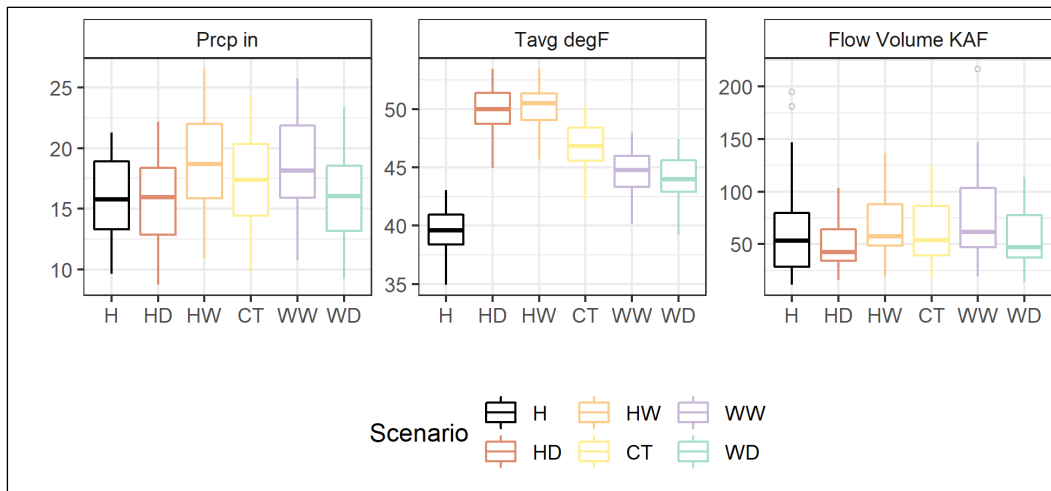 Prcp in Tavg degF Flow Volume KAF
25
20
15
10
50
45
40
35
200
150
100
50
H HD HW CT WW WD H HD HW CT WW WD H HD HW CT WW WD
Scenario
H HW WW
HD CT WD